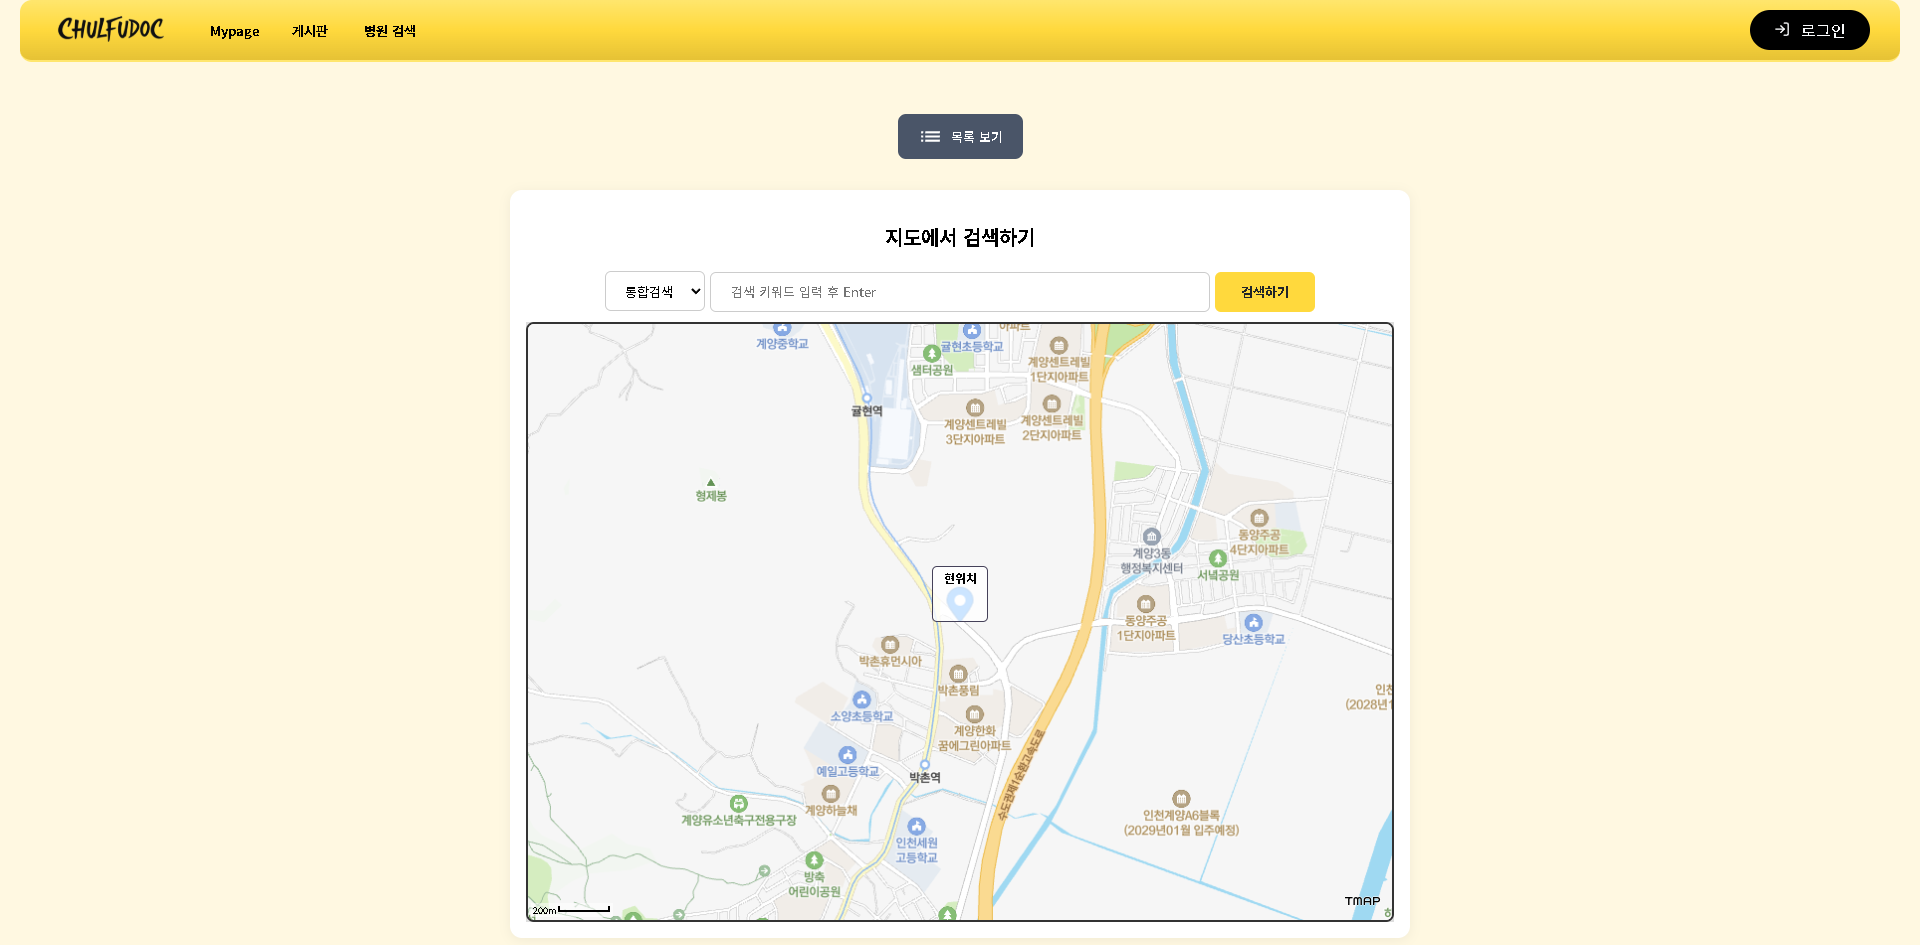 CHULFUDOC
Mypage
게시판
병원 검색
로그인
목록 보기
지도에서 검색하기
통합검색
검색 키워드 입력 후 Enter
검색하기
계양중학교
귤현초등학교
아파트
샘터공원
계양센트레빌
1단지아파트
귤현역
계양센트레빌
3단지아파트
계양센트레빌
2단지아파트
형제봉
동양주공
4단지아파트
계양3동
행정복지센터
서녘공원
현위치
동양주공
1단지아파트
당산초등학교
박촌휴먼시아
박촌풍림
인천
(2028년1
소양초등학교
계양한화
꿈에그린아파트
수도권제1순환고속도로
예일고등학교
박촌역
계양하늘채
계양유소년축구전용구장
인천계양A6블록
(2029년01월 입주예정)
인천세원
고등학교
방축
어린이공원
TMAP
200m